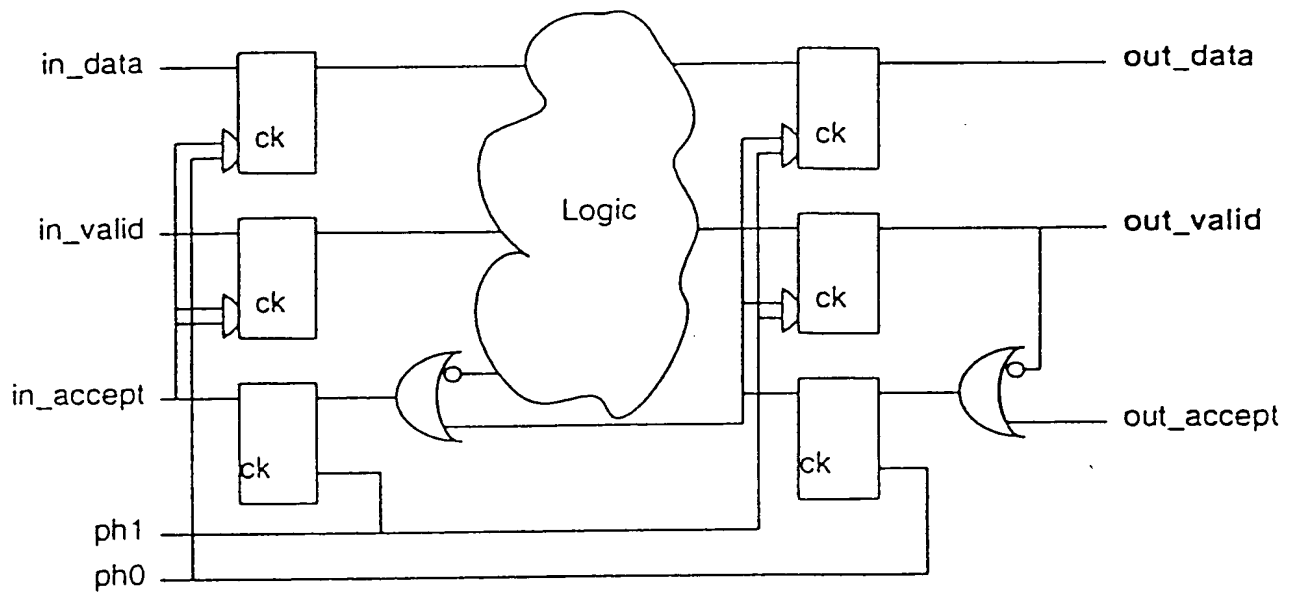 in_data
ck
ck
out_data
in_valid
ck
Logic
ck
out_valid
in_accept
ck
ck
out_accept
ph1
ph0